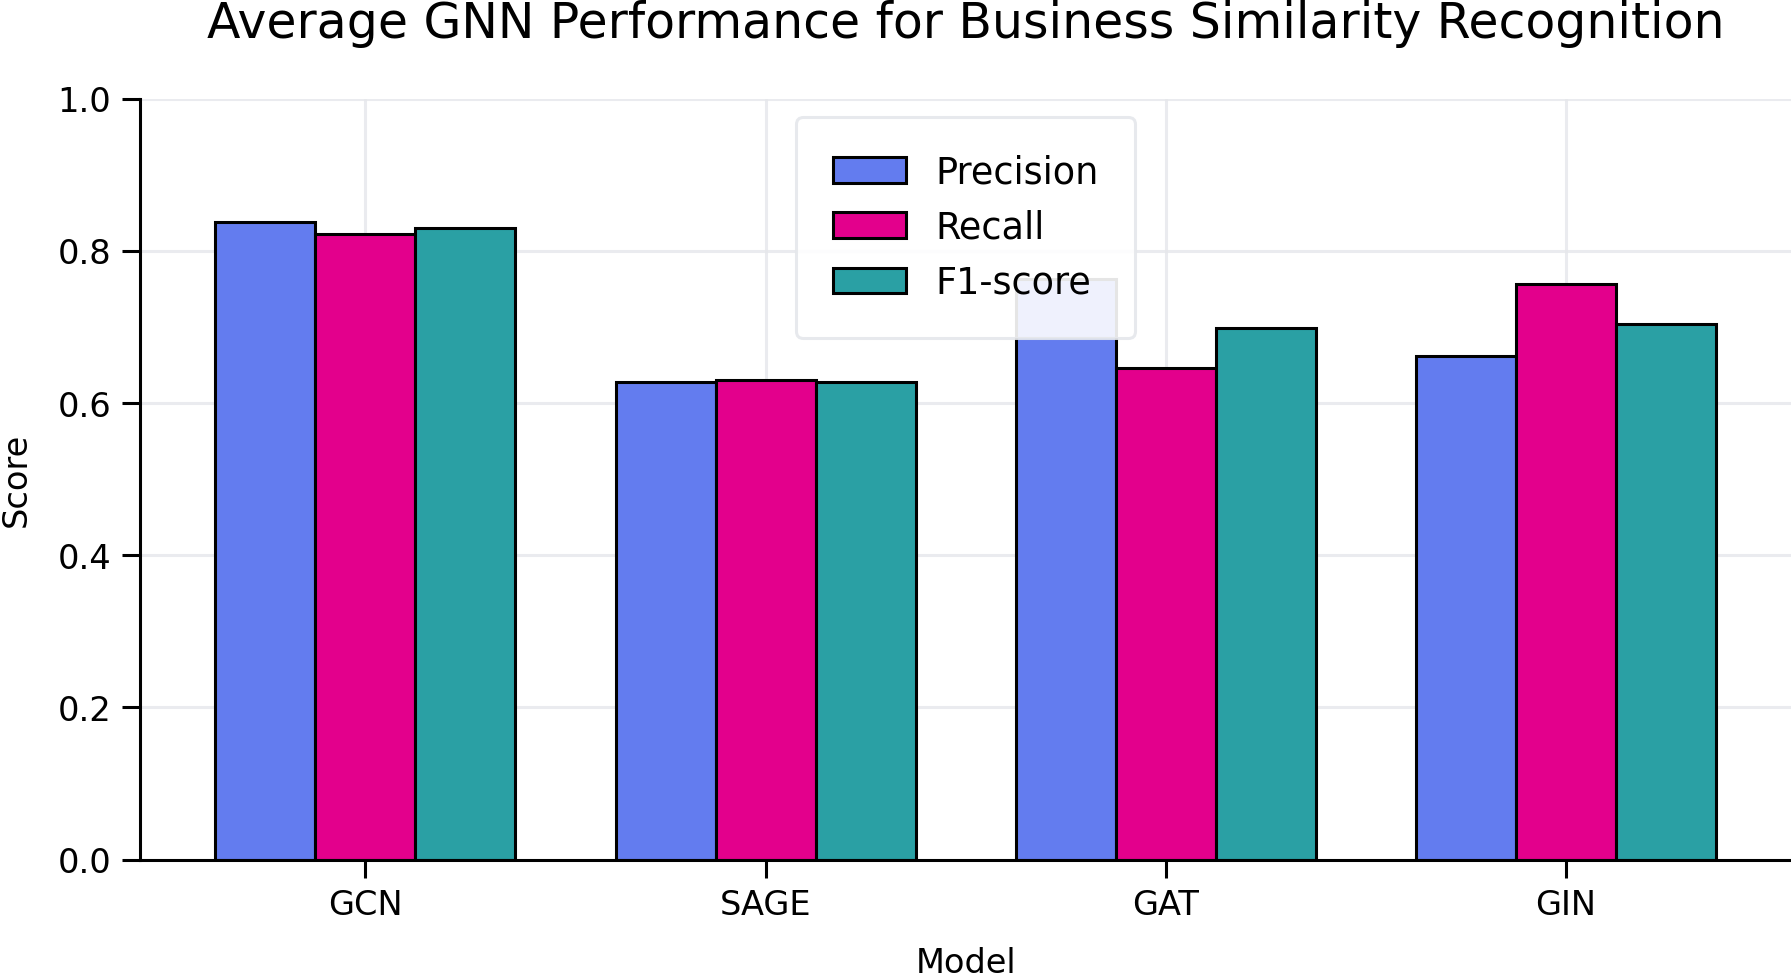 Average GNN Performance for Business Similarity Recognition
1.0
0.8
0.6
0.4
0.2
0.0
Score
Precision
Recall
F1-score
GCN
SAGE
GAT
GIN
Model